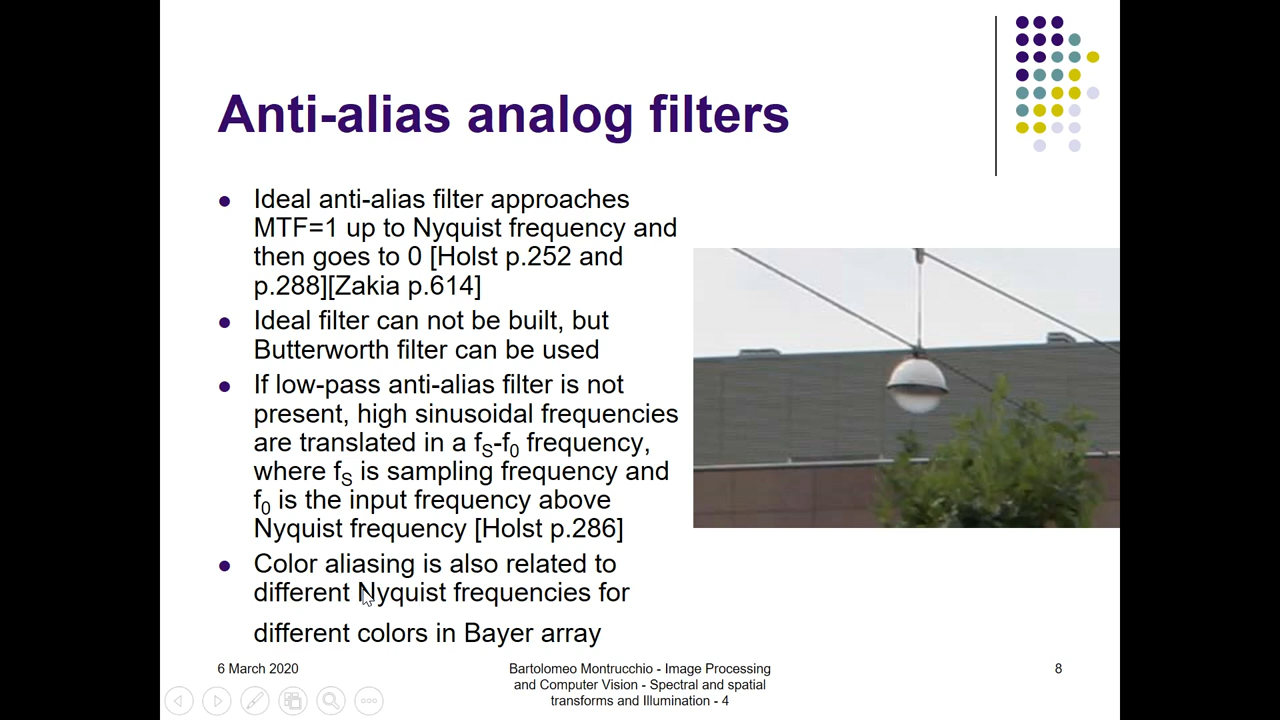 Anti-alias analog filters
Ideal anti-alias filter approaches
MTF=1 up to Nyquist frequency and
then goes to 0 [Holst p.252 and
p.288][Zakia p.614]
Ideal filter can not be built, but
Butterworth filter can be used
If low-pass anti-alias filter is not
present, high sinusoidal frequencies
are translated in a fS-f0 frequency,
where fS is sampling frequency and
f0 is the input frequency above
Nyquist frequency [Holst p.286]
Color aliasing is also related to
different Nyquist frequencies for
different colors in Bayer array
6 March 2020
Bartolomeo Montrucchio - Image Processing
and Computer Vision - Spectral and spatial
transforms and Illumination - 4
8